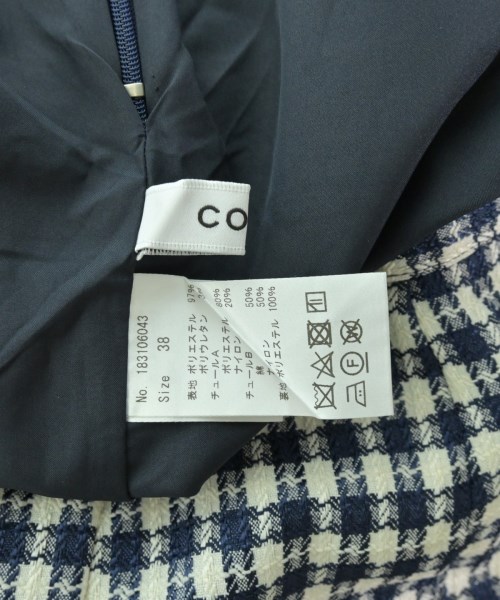 CO
No. 183106043
Size 38
表地 ポリエステル 97%
ポリウレタン
チュールA
ポリエステル 80%
ナイロン 20%
チュールB
綿 50%
ナイロン 50%
裏地 ポリエステル 100%